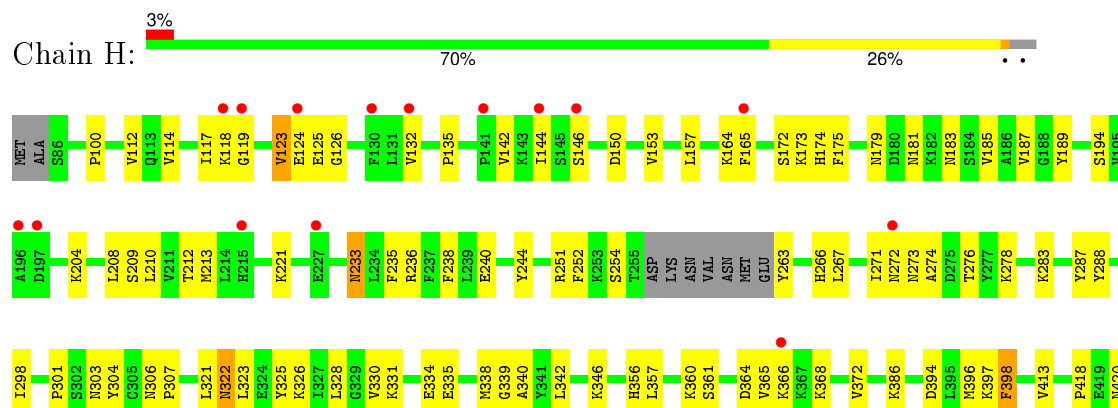 3%
Chain H:
70% 26% • •
MET ALA S86 P100 V112 Q113 V114 I117 K118 G119 V123 E124 E125 G126 F130 L131 V132 P135 P141 V142 K143 I144 S145 S146 D150 V153 L157 K164 F165 S172 K173 H174 F175 N179 D180 N181 K182 N183 S184 V185 A186 V187 G188 Y189 S194 V195
A196 D197 K204 L208 S209 L210 V211 T212 M213 L214 H215 K221 E227 N233 L234 F235 R236 F237 F238 L239 E240 Y244 R251 F252 K253 S254 T255 ASP LYS ASN VAL ASN MET GLU Y263 H266 L267 I271 N272 N273 A274 D275 T276 Y277 K278 K283 Y287 Y288
I298 P301 S302 N303 Y304 C305 N306 P307 L321 N322 L323 E324 Y325 K326 I327 L328 G329 V330 K331 E334 E335 M338 G339 A340 Y341 L342 K346 H356 L357 K360 S361 D364 V365 K366 K367 K368 V372 K386 D394 L395 M396 K397 F398 V413 P418 E419